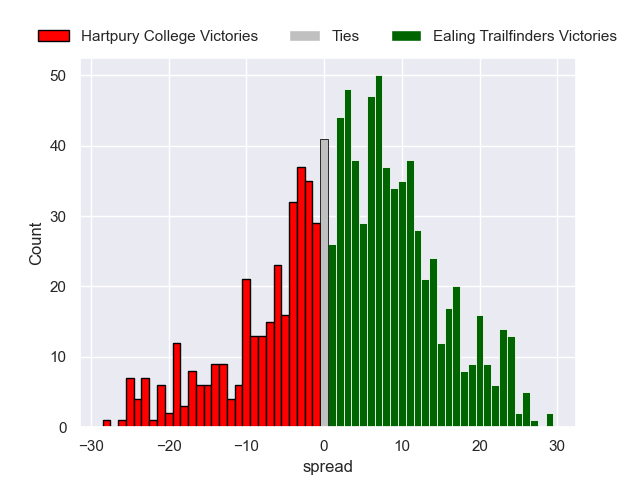 Hartpury College Victories Ties Ealing Trailfinders Victories
50
40
30
20
10
0
Count
−30 −20 −10 0 10 20 30
spread